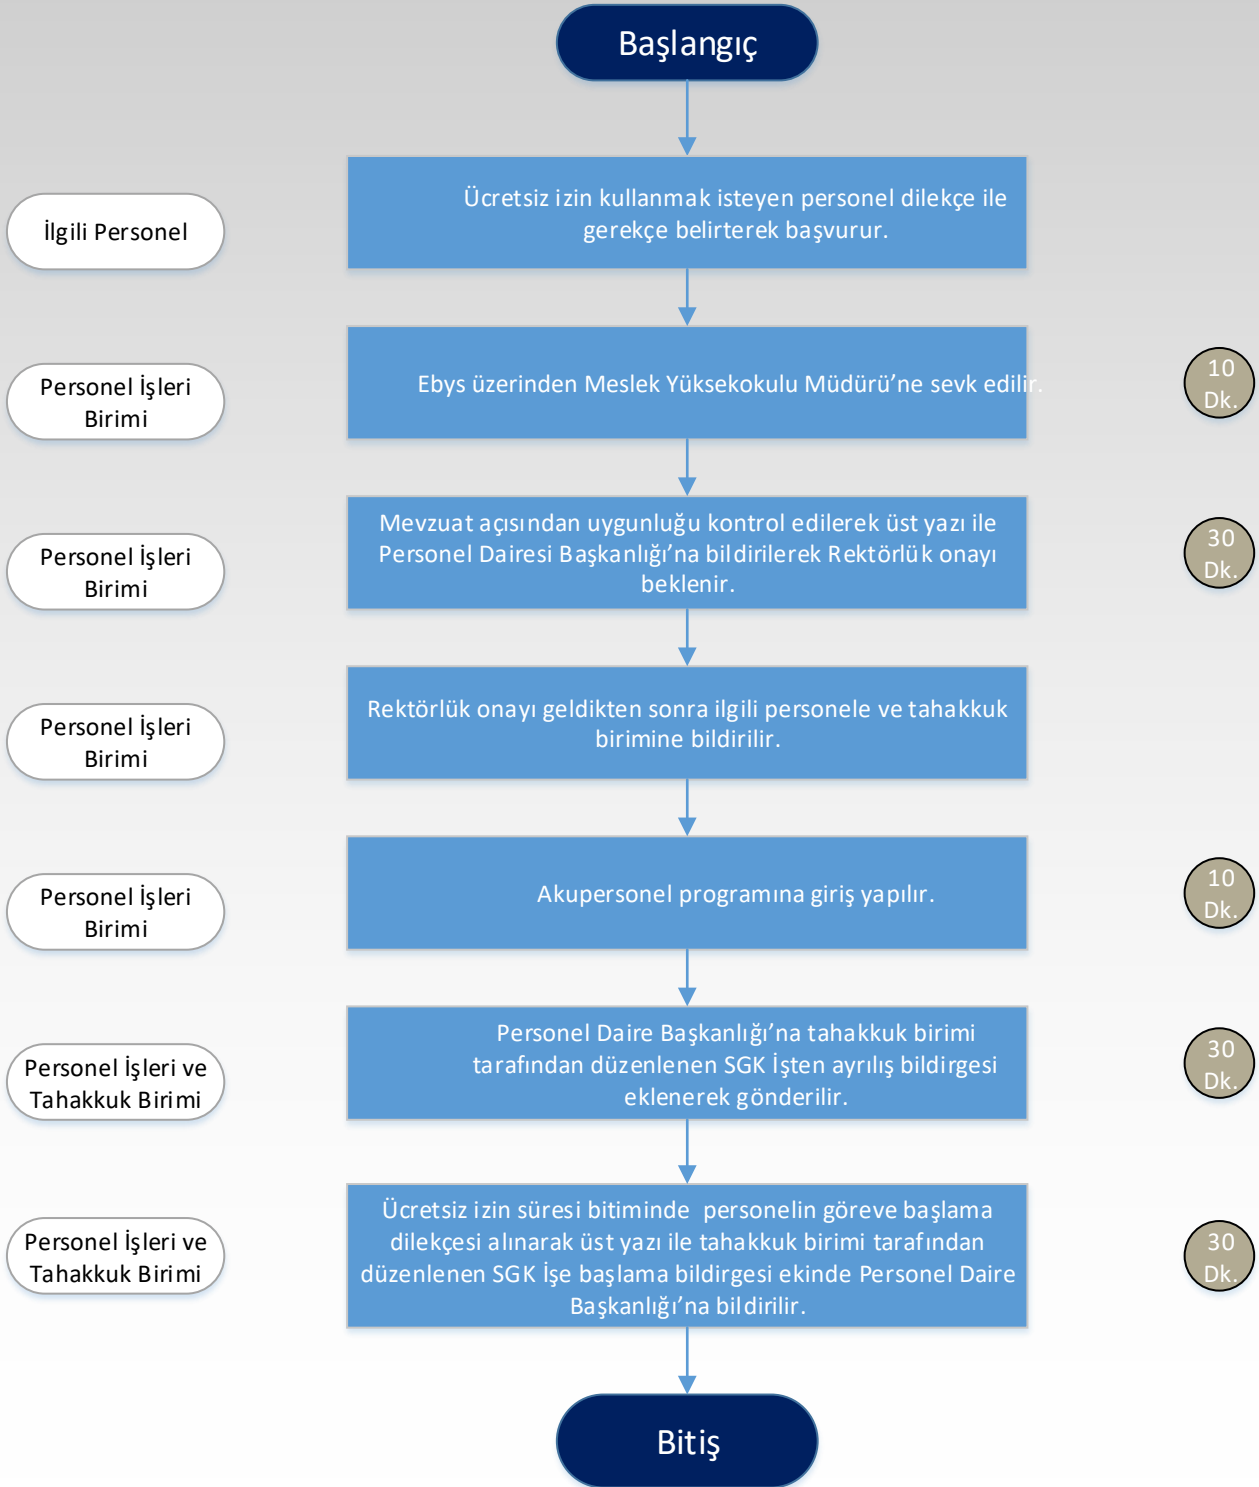 Başlangıç
İlgili Personel
Ücretsiz izin kullanmak isteyen personel dilekçe ile
gerekçe belirterek başvurur.
Personel İşleri
Birimi
Ebys üzerinden Meslek Yüksekokulu Müdürü’ne sevk edilir.
10
Dk.
Personel İşleri
Birimi
Mevzuat açısından uygunluğu kontrol edilerek üst yazı ile
Personel Dairesi Başkanlığı’na bildirilerek Rektörlük onayı
beklenir.
30
Dk.
Personel İşleri
Birimi
Rektörlük onayı geldikten sonra ilgili personele ve tahakkuk
birimine bildirilir.
Personel İşleri
Birimi
Akupersonel programına giriş yapılır.
10
Dk.
Personel İşleri ve
Tahakkuk Birimi
Personel Daire Başkanlığı’na tahakkuk birimi
tarafından düzenlenen SGK İşten ayrılış bildirgesi
eklenerek gönderilir.
30
Dk.
Personel İşleri ve
Tahakkuk Birimi
Ücretsiz izin süresi bitiminde personelin göreve başlama
dilekçesi alınarak üst yazı ile tahakkuk birimi tarafından
düzenlenen SGK İşe başlama bildirgesi ekinde Personel Daire
Başkanlığı’na bildirilir.
30
Dk.
Bitiş